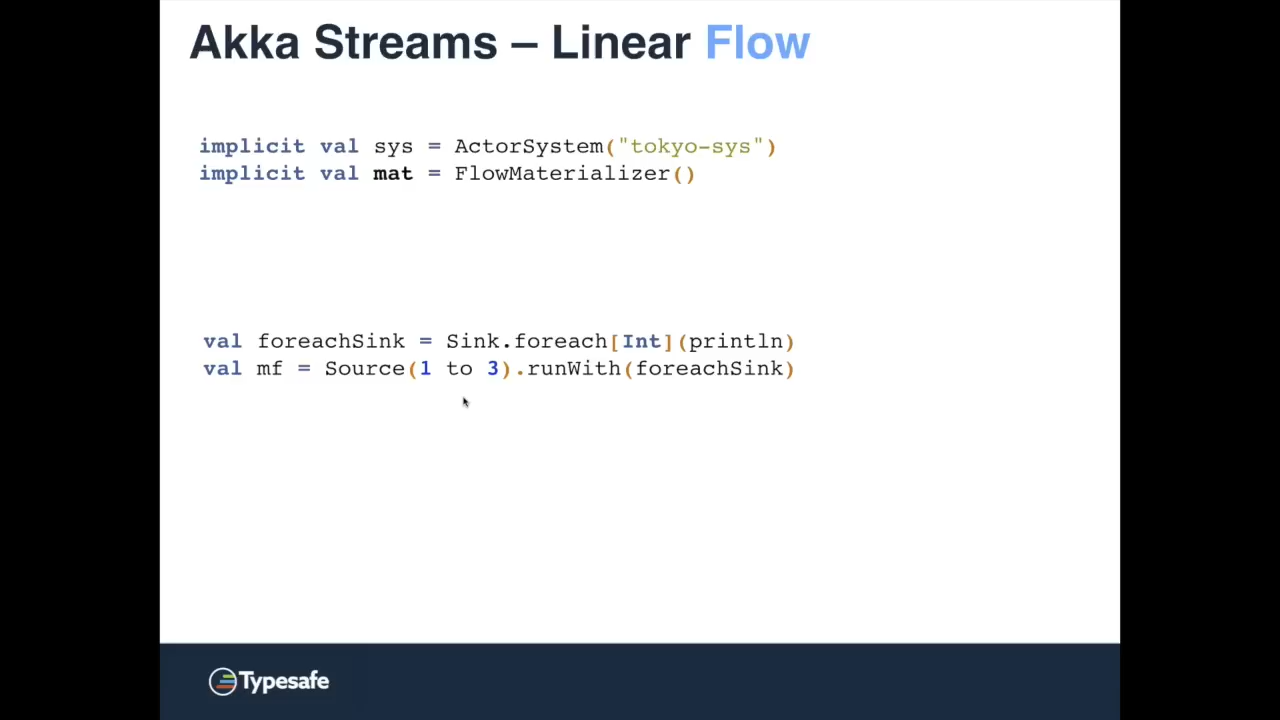 Akka Streams – Linear Flow
implicit val sys = ActorSystem("tokyo-sys")
implicit val mat = FlowMaterializer()
val foreachSink = Sink.foreach[Int](println)
val mf = Source(1 to 3).runWith(foreachSink)
Typesafe